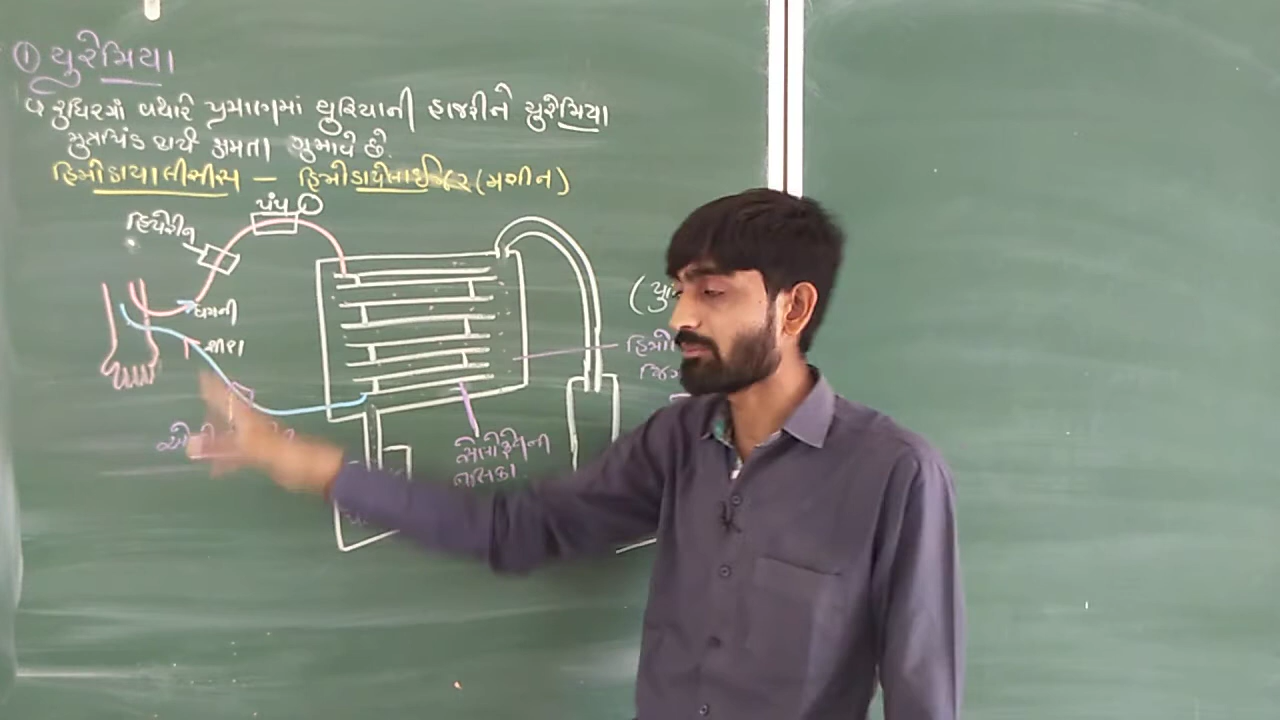 ① યુરેમિયા
↳ રુધિરમાં વધારે પ્રમાણમાં યુરિયાની હાજરીને યુરેમિયા
મુત્રપિંડ કાર્ય ક્ષમતા ગુમાવે છે.
હિમોડાયાલીસીસ – હિમોડાયેલાઈઝર (મશીન)
પંપ
હિપેરીન
ધમની
(યુ
શીરા
હિમો
સેલોફેનની
નલિકા